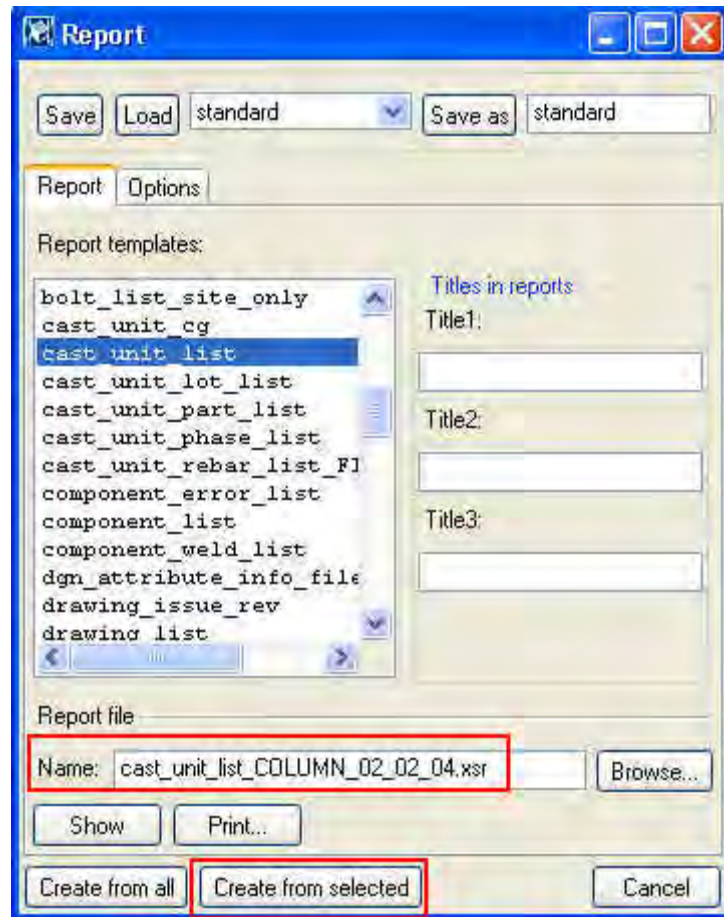 Report
Save Load standard Save as standard
Report Options
Report templates:
bolt_list_site_only
cast_unit_cg
cast_unit_list
cast_unit_lot_list
cast_unit_part_list
cast_unit_phase_list
cast_unit_rebar_list_FI
component_error_list
component_list
component_weld_list
dgn_attribute_info_file
drawing_issue_rev
drawing_list
Titles in reports
Title1:
Title2:
Title3:
Report file
Name: cast_unit_list_COLUMN_02_02_04.xsr Browse...
Show Print...
Create from all Create from selected Cancel